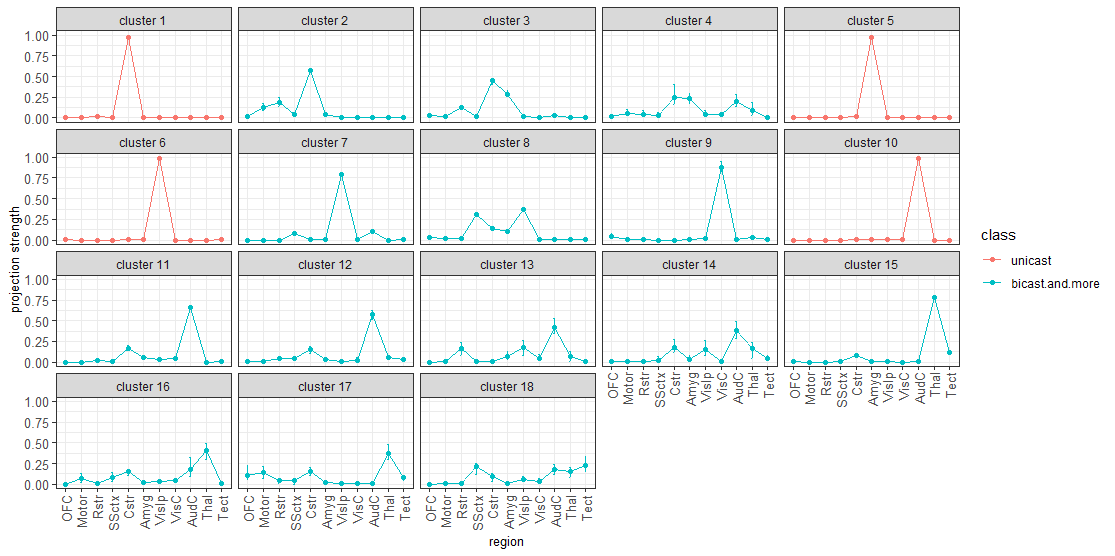 cluster 1 cluster 2 cluster 3 cluster 4 cluster 5
1.00
0.75
0.50
0.25
0.00
cluster 6 cluster 7 cluster 8 cluster 9 cluster 10
1.00
0.75
0.50
0.25
0.00
cluster 11 cluster 12 cluster 13 cluster 14 cluster 15
1.00
0.75
0.50
0.25
0.00
OFC Motor Rstr SSctx Cstr Amyg VisIp VisC AudC Thal Tect OFC Motor Rstr SSctx Cstr Amyg VisIp VisC AudC Thal Tect
cluster 16 cluster 17 cluster 18
1.00
0.75
0.50
0.25
0.00
OFC Motor Rstr SSctx Cstr Amyg VisIp VisC AudC Thal Tect OFC Motor Rstr SSctx Cstr Amyg VisIp VisC AudC Thal Tect OFC Motor Rstr SSctx Cstr Amyg VisIp VisC AudC Thal Tect
region
projection strength
class
unicast
bicast.and.more